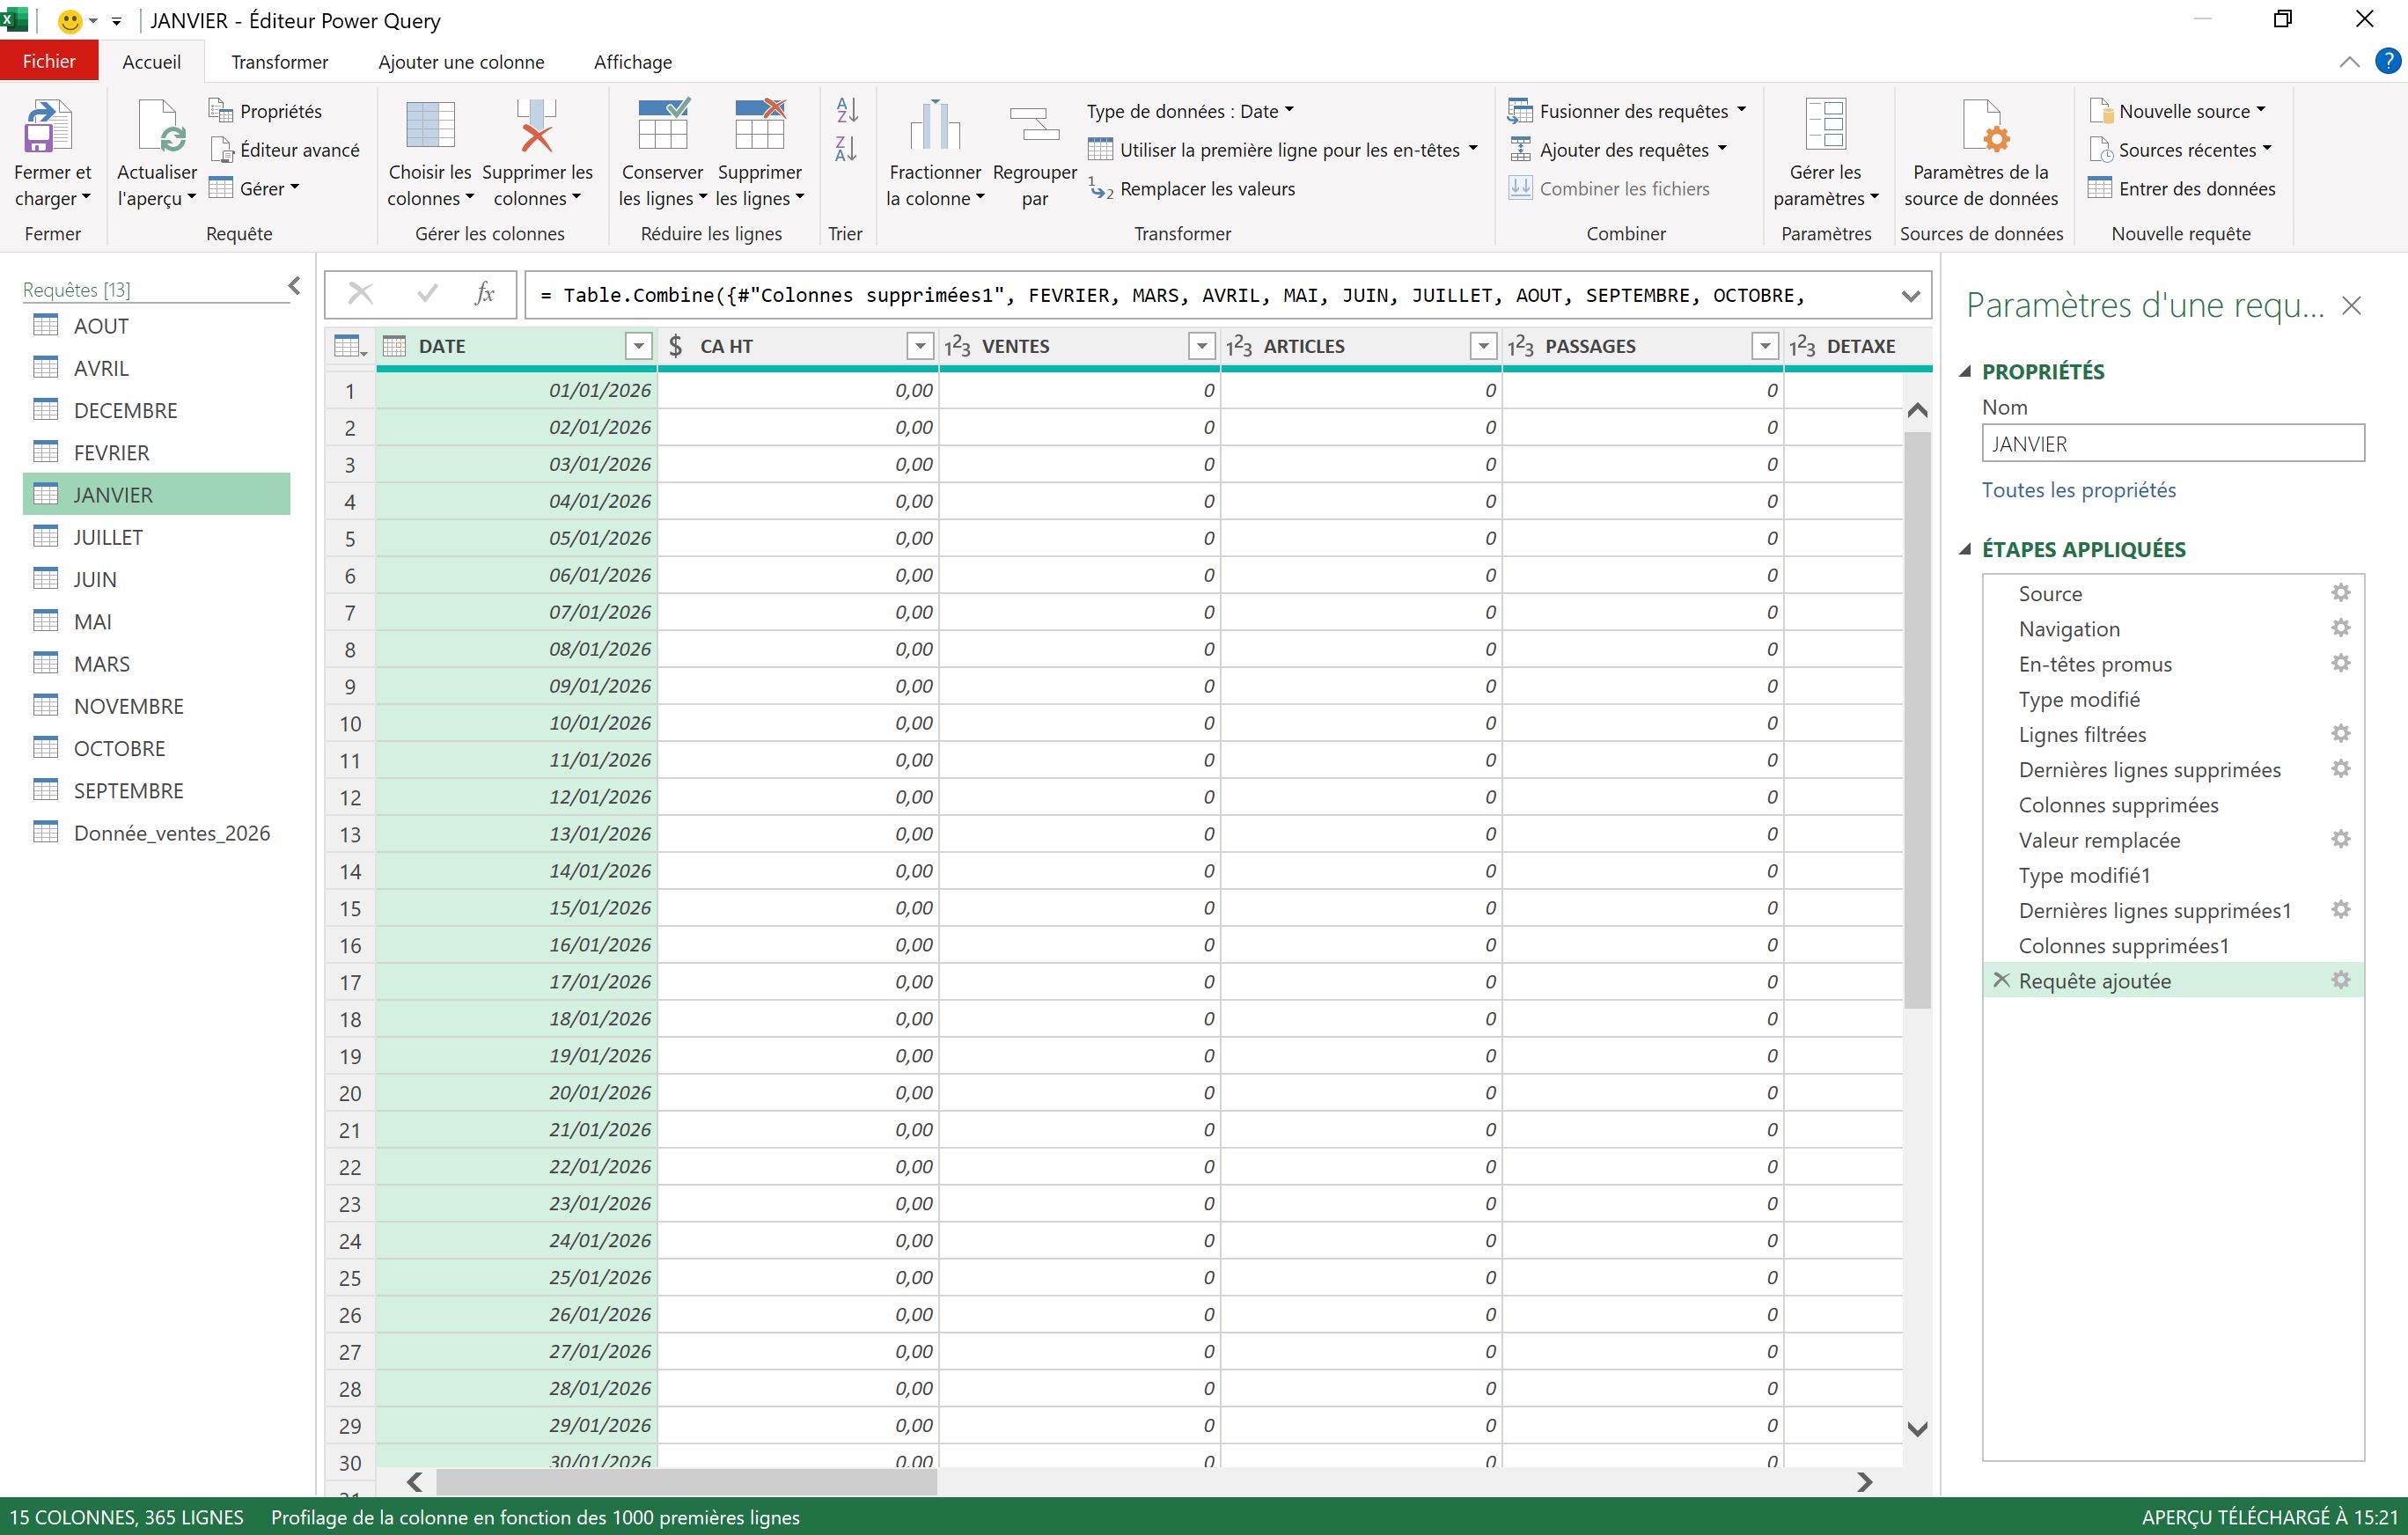 JANVIER - Éditeur Power Query
Fichier
Accueil
Transformer
Ajouter une colonne
Affichage
Fermer et charger
Fermer
Actualiser l'aperçu
Propriétés
Éditeur avancé
Gérer
Requête
Choisir les colonnes
Supprimer les colonnes
Gérer les colonnes
Conserver les lignes
Supprimer les lignes
Réduire les lignes
Trier
Fractionner la colonne
Regrouper par
Type de données : Date
Utiliser la première ligne pour les en-têtes
Remplacer les valeurs
Transformer
Fusionner des requêtes
Ajouter des requêtes
Combiner les fichiers
Combiner
Gérer les paramètres
Paramètres
Paramètres de la source de données
Sources de données
Nouvelle source
Sources récentes
Entrer des données
Nouvelle requête
Requêtes [13]
AOUT
AVRIL
DECEMBRE
FEVRIER
JANVIER
JUILLET
JUIN
MAI
MARS
NOVEMBRE
OCTOBRE
SEPTEMBRE
Donnée_ventes_2026
fx
= Table.Combine({#"Colonnes supprimées1", FEVRIER, MARS, AVRIL, MAI, JUIN, JUILLET, AOUT, SEPTEMBRE, OCTOBRE,
DATE $ CA HT 123 VENTES 123 ARTICLES 123 PASSAGES 123 DETAXE
1 01/01/2026 0,00 0 0 0
2 02/01/2026 0,00 0 0 0
3 03/01/2026 0,00 0 0 0
4 04/01/2026 0,00 0 0 0
5 05/01/2026 0,00 0 0 0
6 06/01/2026 0,00 0 0 0
7 07/01/2026 0,00 0 0 0
8 08/01/2026 0,00 0 0 0
9 09/01/2026 0,00 0 0 0
10 10/01/2026 0,00 0 0 0
11 11/01/2026 0,00 0 0 0
12 12/01/2026 0,00 0 0 0
13 13/01/2026 0,00 0 0 0
14 14/01/2026 0,00 0 0 0
15 15/01/2026 0,00 0 0 0
16 16/01/2026 0,00 0 0 0
17 17/01/2026 0,00 0 0 0
18 18/01/2026 0,00 0 0 0
19 19/01/2026 0,00 0 0 0
20 20/01/2026 0,00 0 0 0
21 21/01/2026 0,00 0 0 0
22 22/01/2026 0,00 0 0 0
23 23/01/2026 0,00 0 0 0
24 24/01/2026 0,00 0 0 0
25 25/01/2026 0,00 0 0 0
26 26/01/2026 0,00 0 0 0
27 27/01/2026 0,00 0 0 0
28 28/01/2026 0,00 0 0 0
29 29/01/2026 0,00 0 0 0
30 30/01/2026 0,00 0 0 0
Paramètres d'une requ...
PROPRIÉTÉS
Nom
JANVIER
Toutes les propriétés
ÉTAPES APPLIQUÉES
Source
Navigation
En-têtes promus
Type modifié
Lignes filtrées
Dernières lignes supprimées
Colonnes supprimées
Valeur remplacée
Type modifié1
Dernières lignes supprimées1
Colonnes supprimées1
Requête ajoutée
15 COLONNES, 365 LIGNES
Profilage de la colonne en fonction des 1000 premières lignes
APERÇU TÉLÉCHARGÉ À 15:21